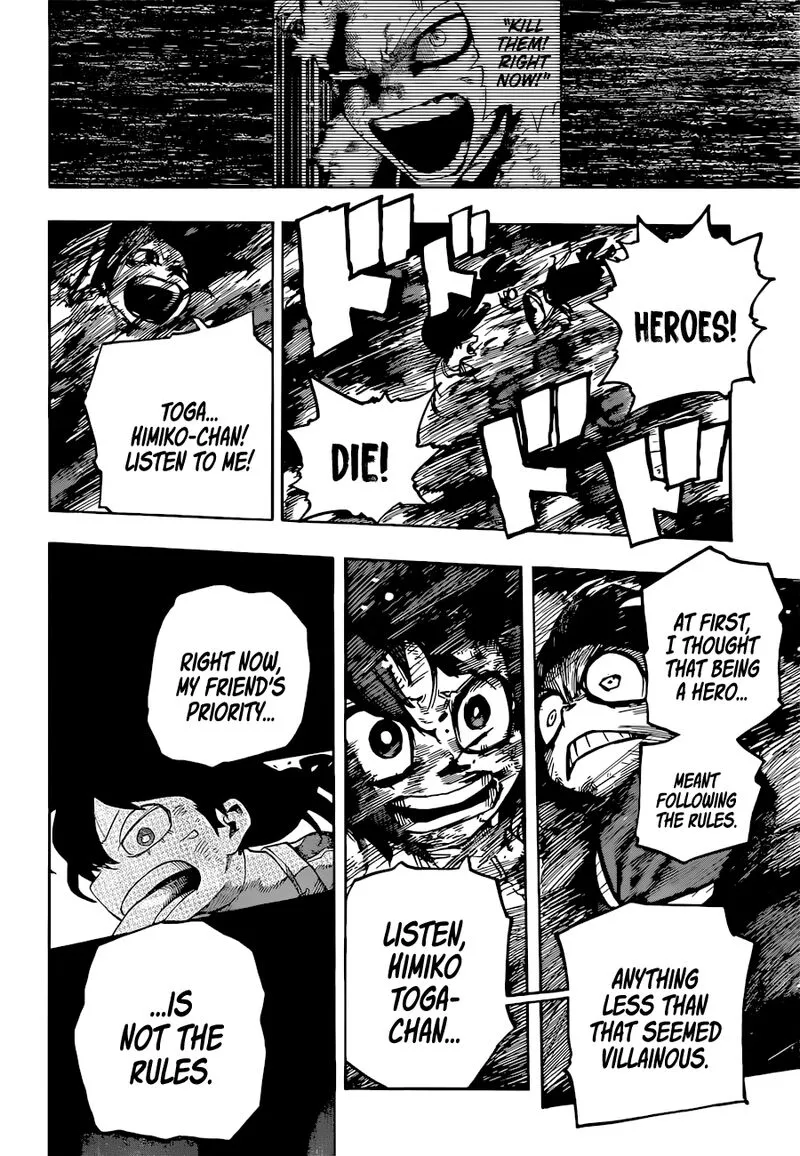 "KILL
THEM!
RIGHT
NOW!"
HEROES!
ドド
DIE!
ドド
TOGA...
HIMIKO-CHAN!
LISTEN TO ME!
AT FIRST,
I THOUGHT
THAT BEING
A HERO...
MEANT
FOLLOWING
THE RULES.
ANYTHING
LESS THAN
THAT SEEMED
VILLAINOUS.
LISTEN,
HIMIKO
TOGA-
CHAN...
RIGHT NOW,
MY FRIEND'S
PRIORITY...
...IS
NOT THE
RULES.